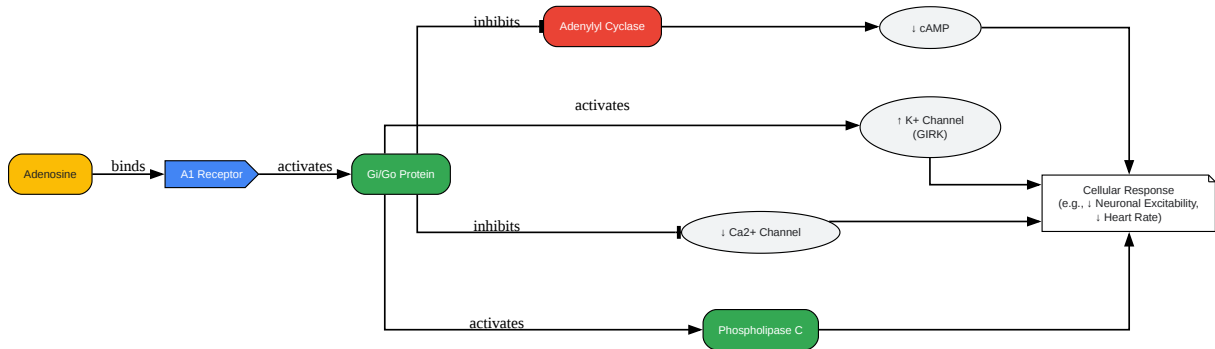 inhibits
Adenylyl Cyclase
↓ cAMP
activates
↑ K+ Channel
(GIRK)
Adenosine
binds
A1 Receptor
activates
Gi/Go Protein
Cellular Response
(e.g., ↓ Neuronal Excitability,
↓ Heart Rate)
inhibits
↓ Ca2+ Channel
activates
Phospholipase C